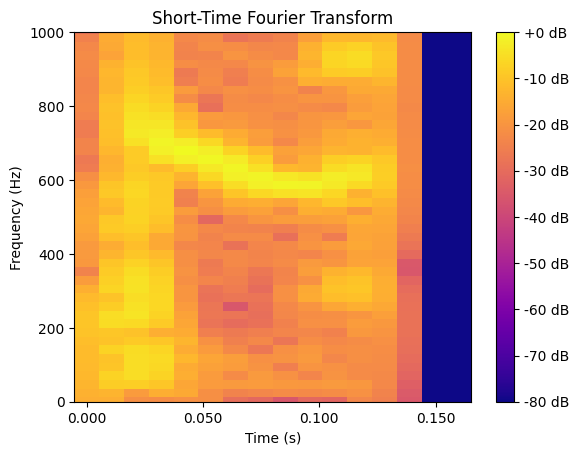 Short-Time Fourier Transform
Frequency (Hz)
1000
800
600
400
200
0
0.000
0.050
0.100
0.150
Time (s)
+0 dB
-10 dB
-20 dB
-30 dB
-40 dB
-50 dB
-60 dB
-70 dB
-80 dB